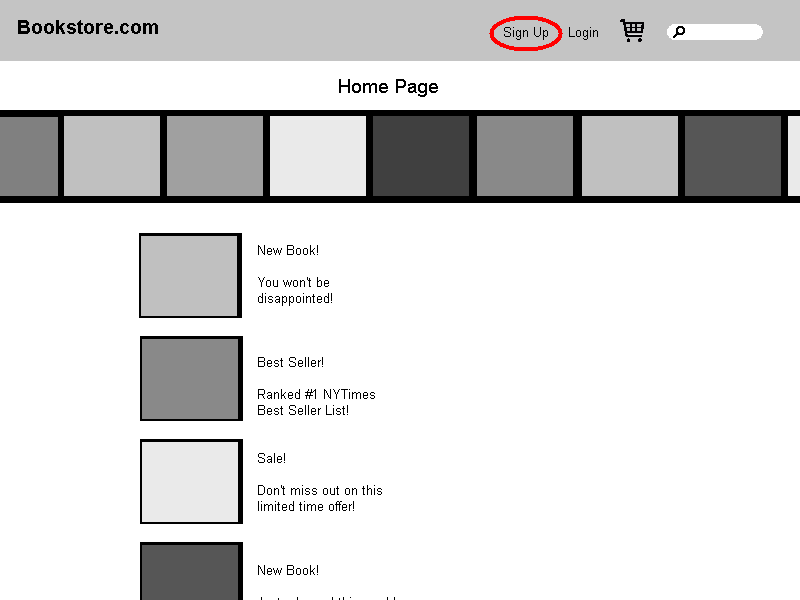 Bookstore.com
Sign Up
Login
Home Page
New Book!
You won't be
disappointed!
Best Seller!
Ranked #1 NYTimes
Best Seller List!
Sale!
Don't miss out on this
limited time offer!
New Book!